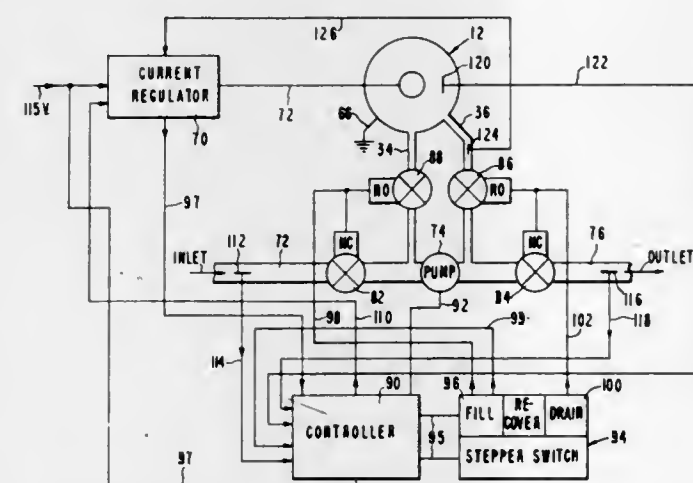 126
12
120
122
CURRENT
REGULATOR
115V.
70
72
66
34
36
124
88
86
NO
NO
97
74
76
112
72
NC
NC
INLET
OUTLET
PUMP
82
84
116
98
110
92
99
102
118
114
90
96
100
FILL
RE-
COVER
DRAIN
CONTROLLER
95
94
STEPPER SWITCH
97